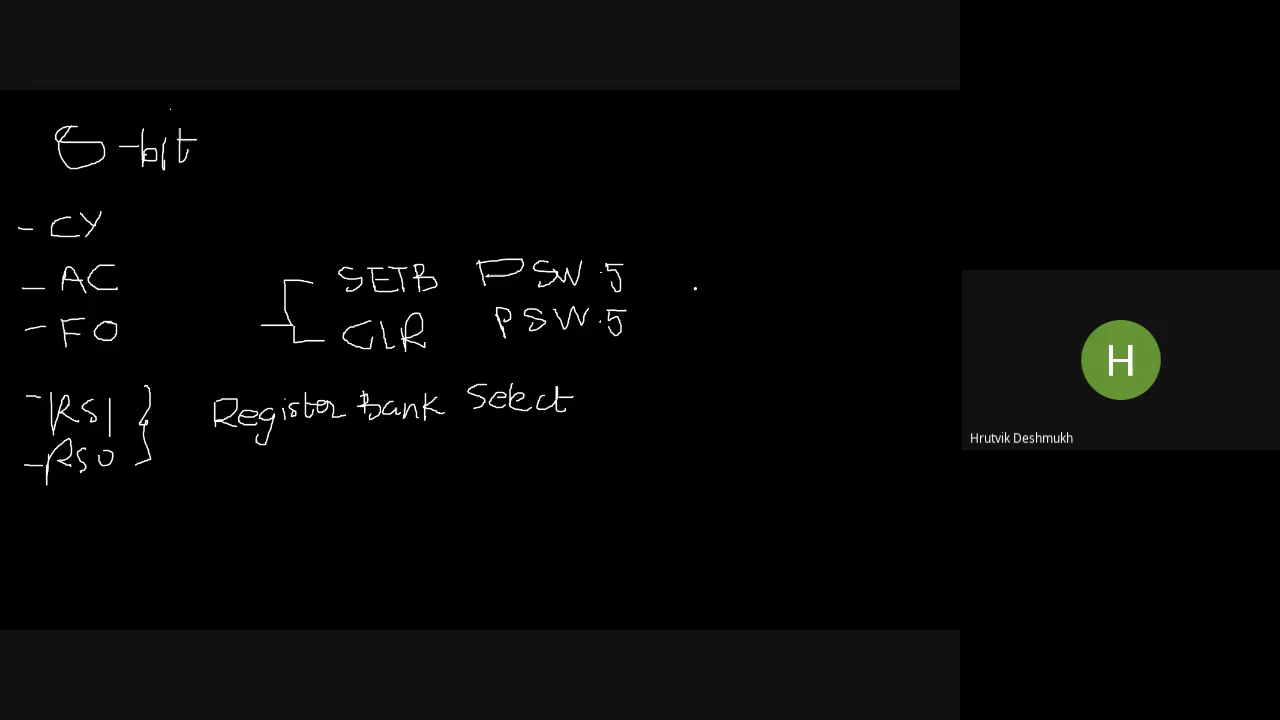 8-bit
- CY
- AC
- F0
SETB PSW.5
CLR PSW.5
- RS1
- RS0
Register Bank Select
H
Hrutvik Deshmukh